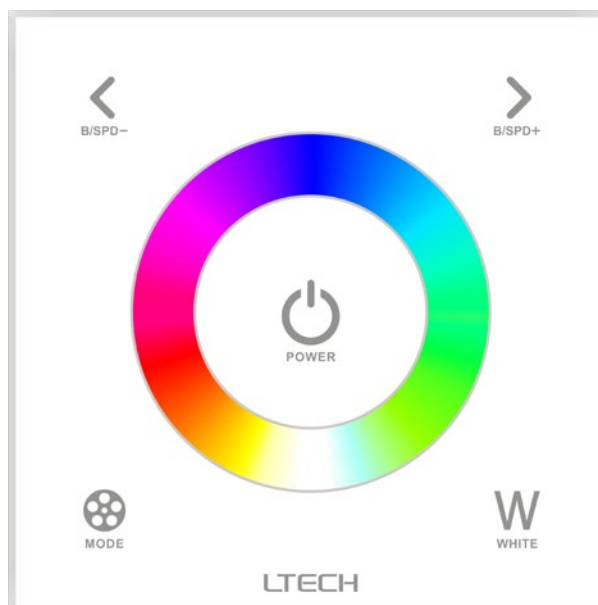 B/SPD−
B/SPD+
POWER
MODE
W
WHITE
LTECH